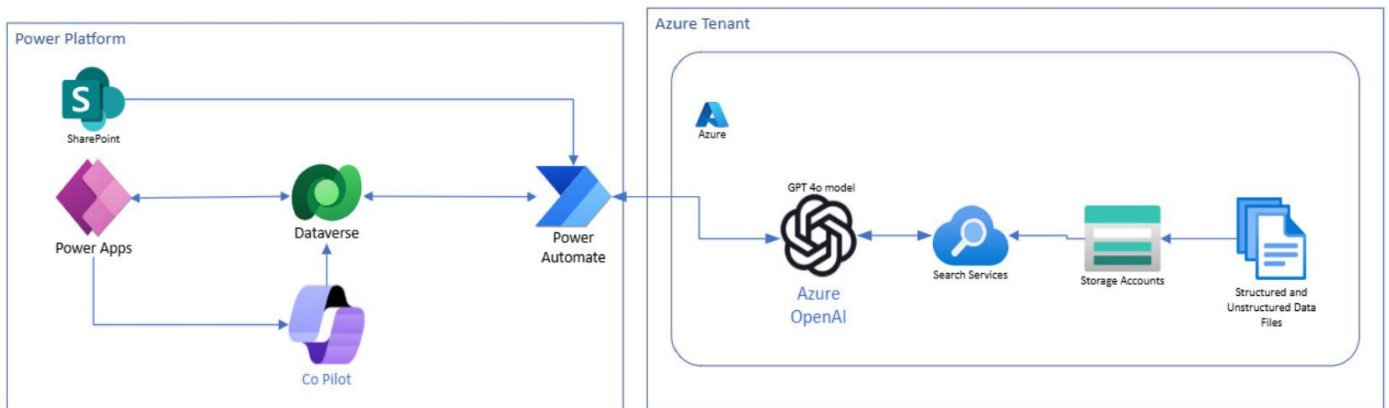 Power Platform
S
SharePoint
Power Apps
Dataverse
Power
Automate
Co Pilot
Azure Tenant
Azure
GPT 4o model
Azure
OpenAI
Search Services
Storage Accounts
Structured and
Unstructured Data
Files